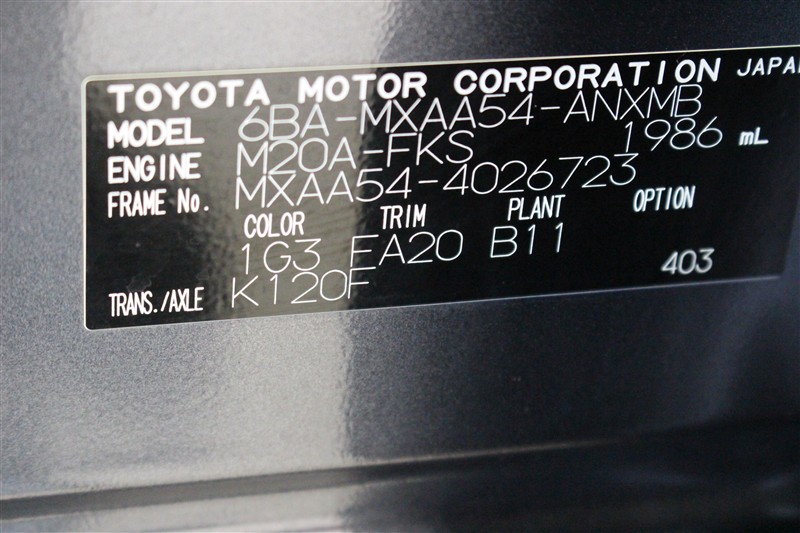 TOYOTA MOTOR CORPORATION JAPA
MODEL 6BA-MXAA54-ANXMB
ENGINE M20A-FKS 1986 mL
FRAME No. MXAA54-4026723
COLOR TRIM PLANT OPTION
1G3 EA20 B11
TRANS./AXLE K120F 403